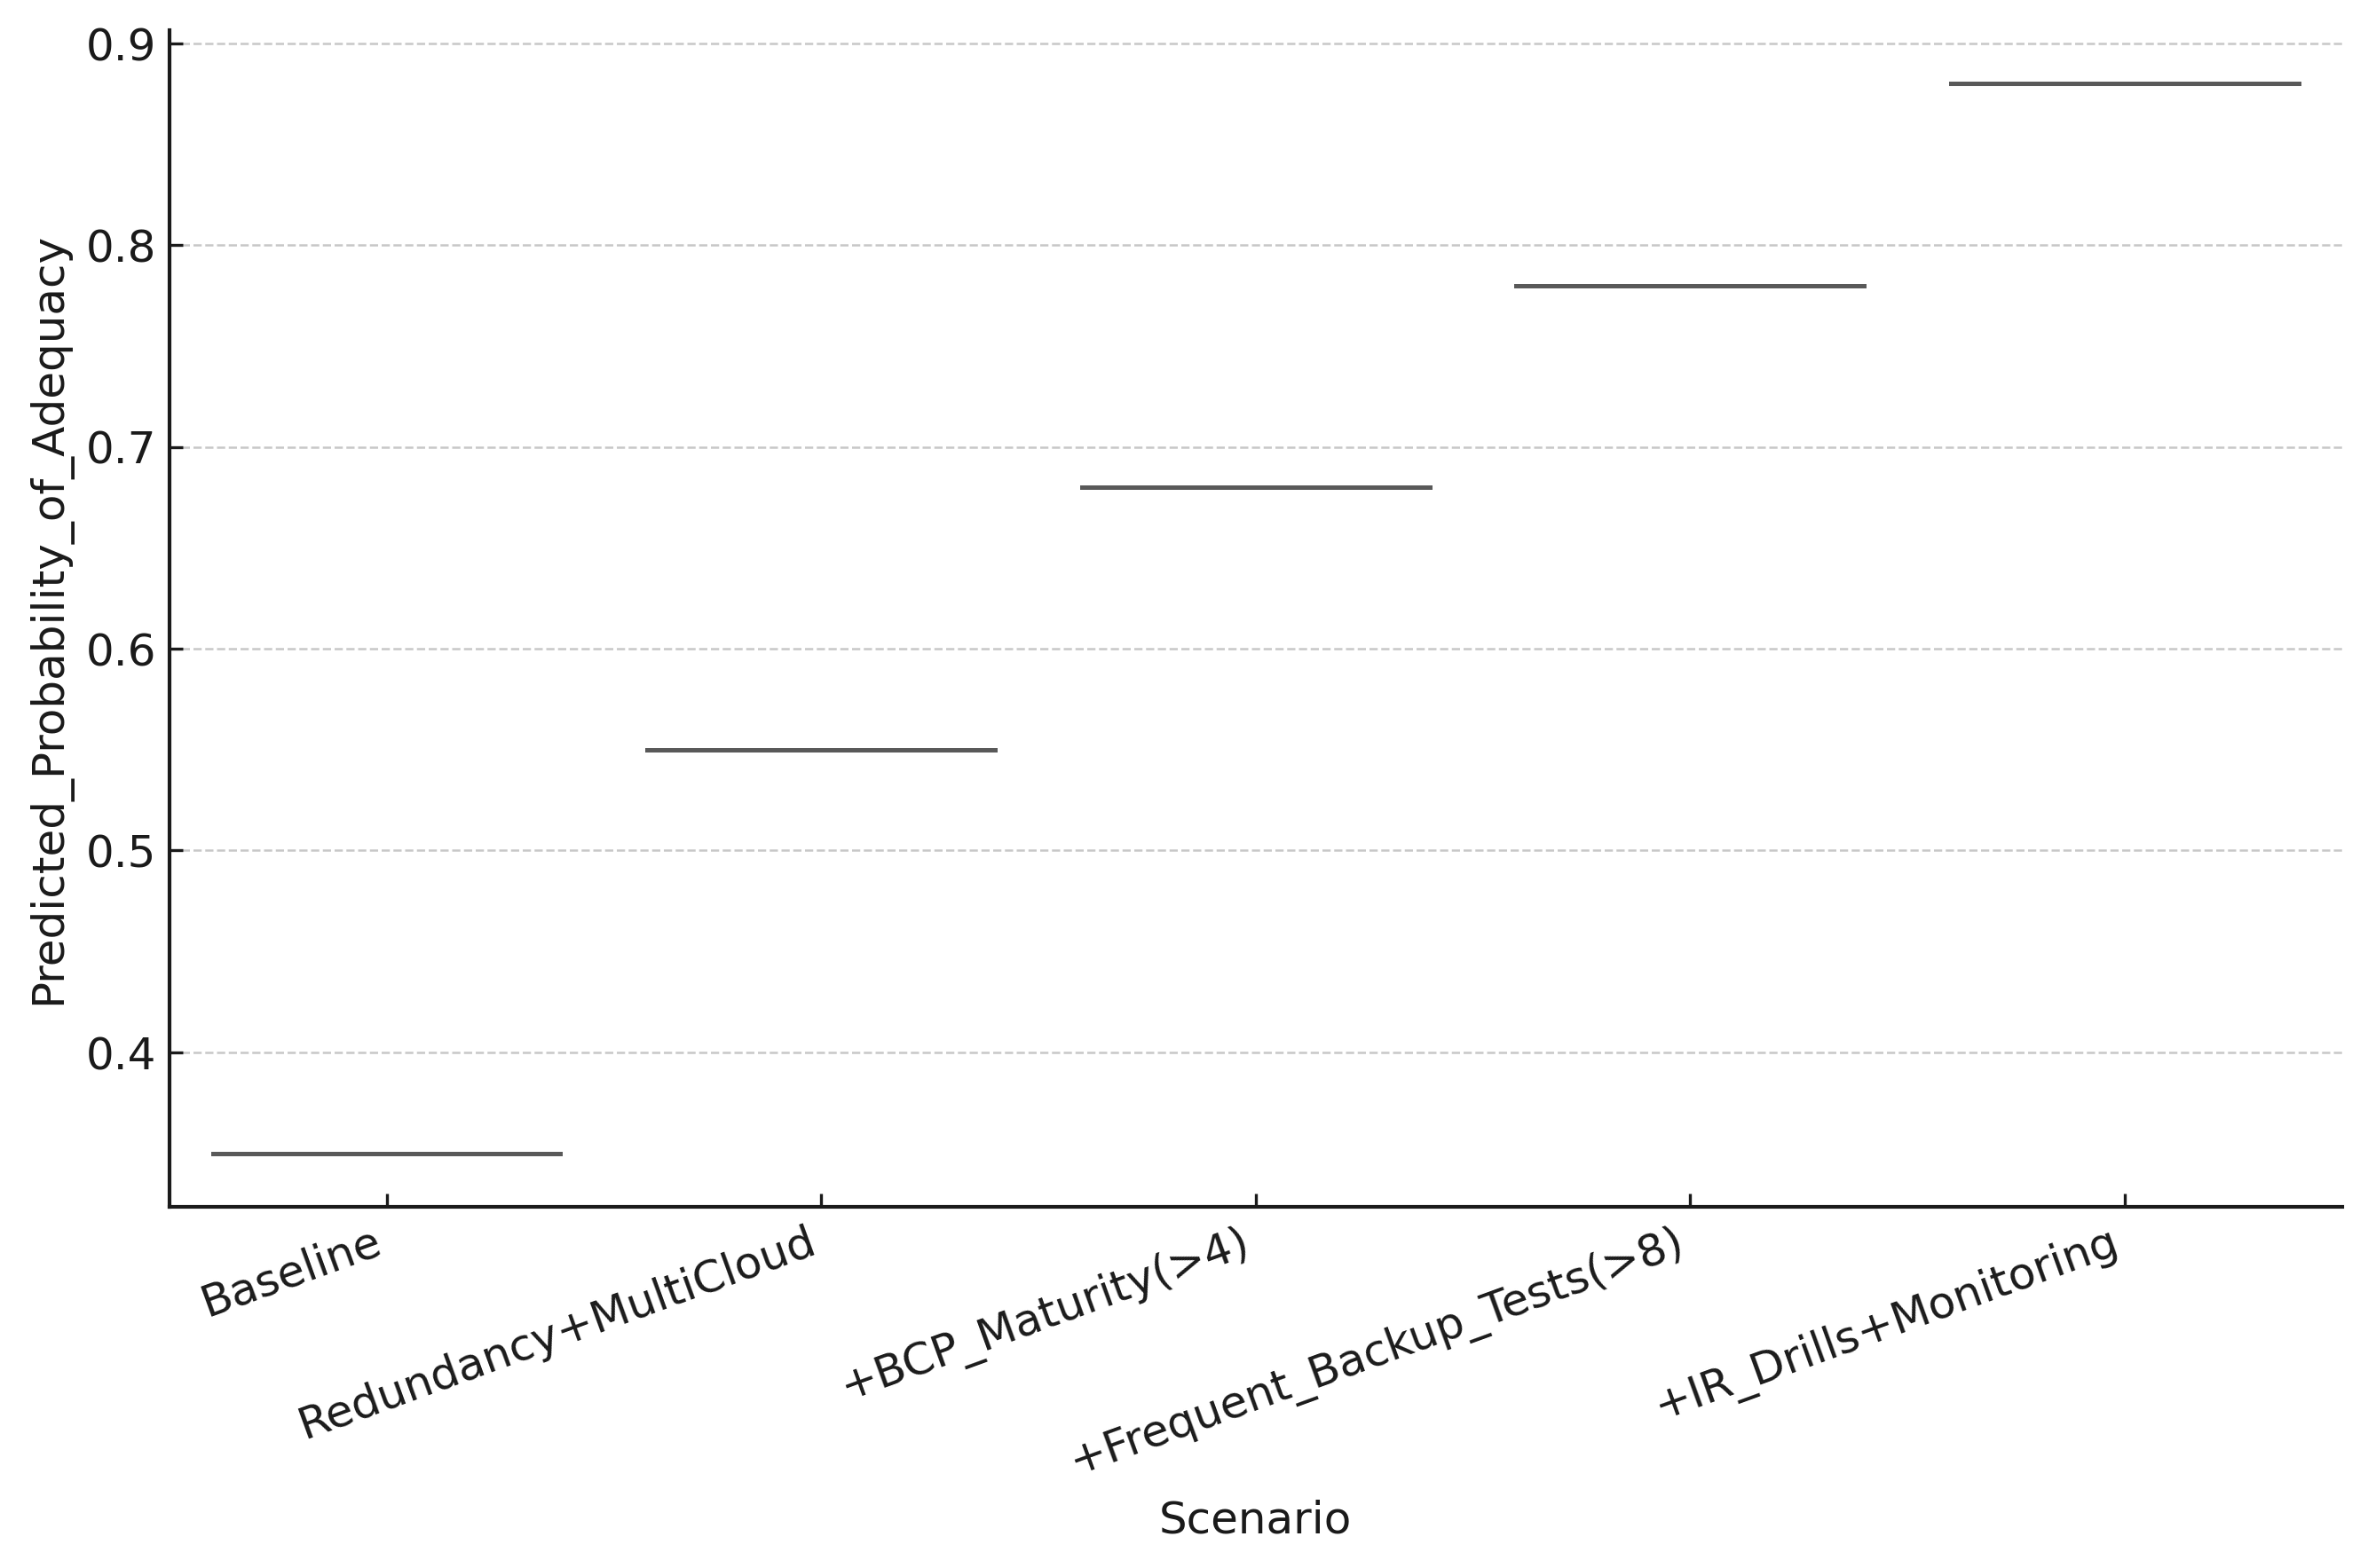 Predicted_Probability_of_Adequacy
0.9
0.8
0.7
0.6
0.5
0.4
Baseline
Redundancy+MultiCloud
+BCP_Maturity(>4)
+Frequent_Backup_Tests(>8)
+IR_Drills+Monitoring
Scenario